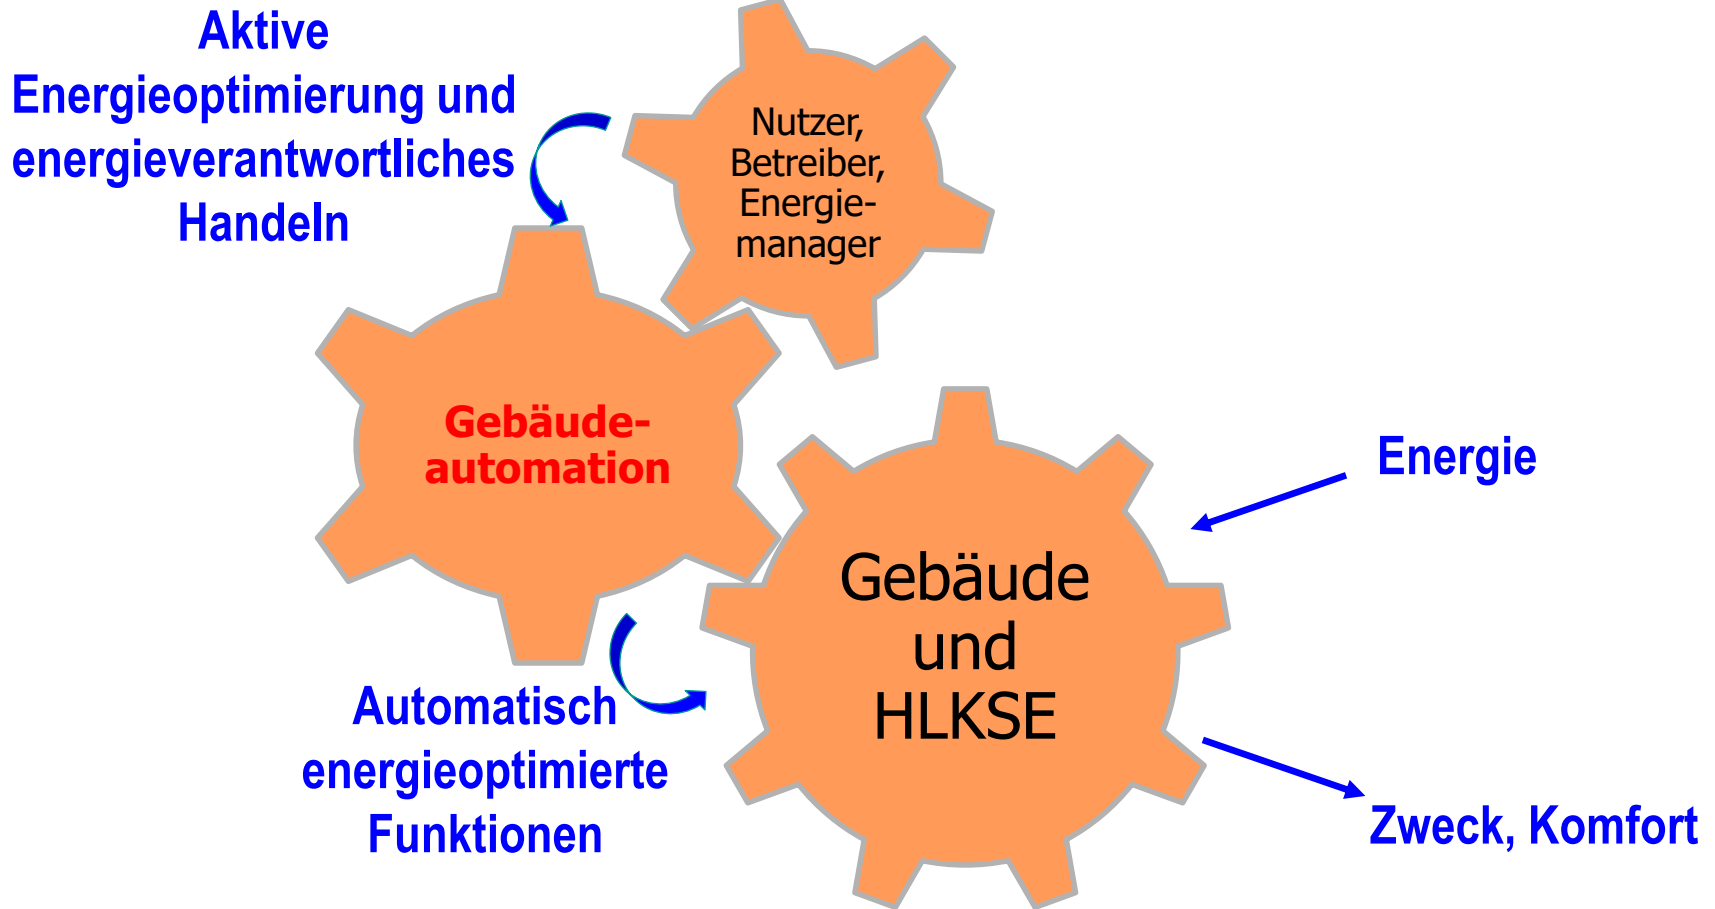 Aktive
Energieoptimierung und
energieverantwortliches
Handeln
Nutzer,
Betreiber,
Energie-
manager
Gebäude-
automation
Energie
Gebäude
und
HLKSE
Automatisch
energieoptimierte
Funktionen
Zweck, Komfort